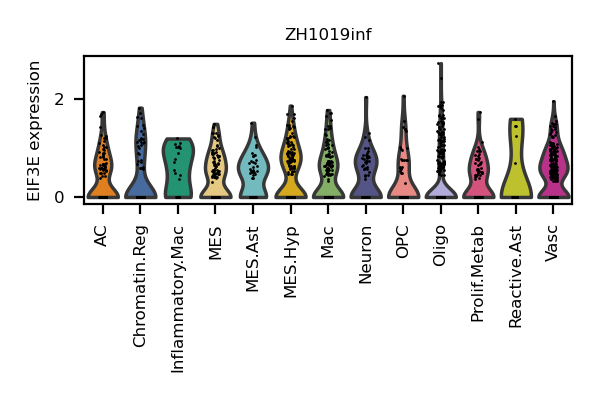 ZH1019inf
EIF3E expression
2
0
AC
Chromatin.Reg
Inflammatory.Mac
MES
MES.Ast
MES.Hyp
Mac
Neuron
OPC
Oligo
Prolif.Metab
Reactive.Ast
Vasc